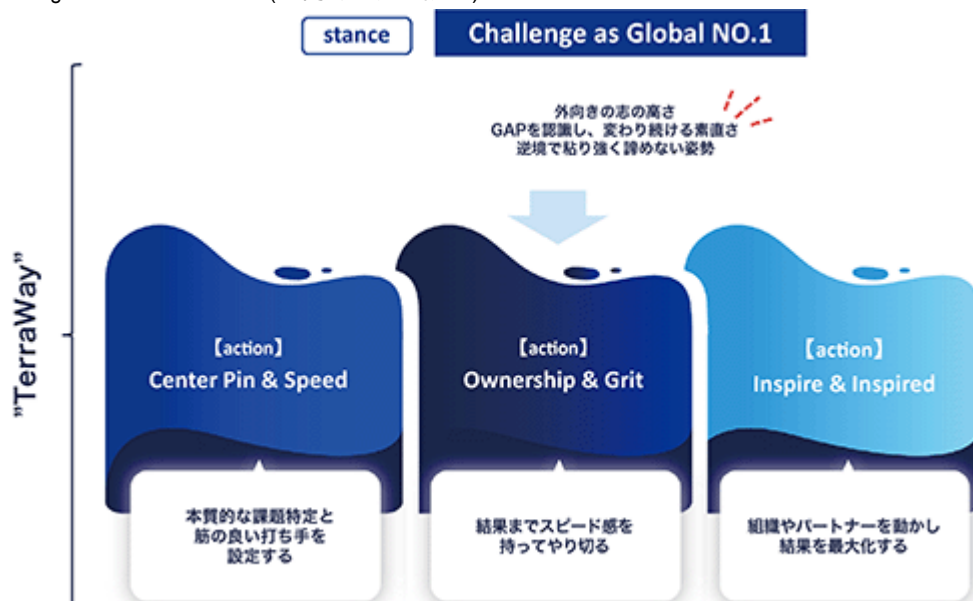 stance
Challenge as Global NO.1
外向きの志の高さ
GAPを認識し、変わり続ける素直さ
逆境で粘り強く諦めない姿勢
”TerraWay”
【action】
Center Pin & Speed
【action】
Ownership & Grit
【action】
Inspire & Inspired
本質的な課題特定と
筋の良い打ち手を
設定する
結果までスピード感を
持ってやり切る
組織やパートナーを動かし
結果を最大化する